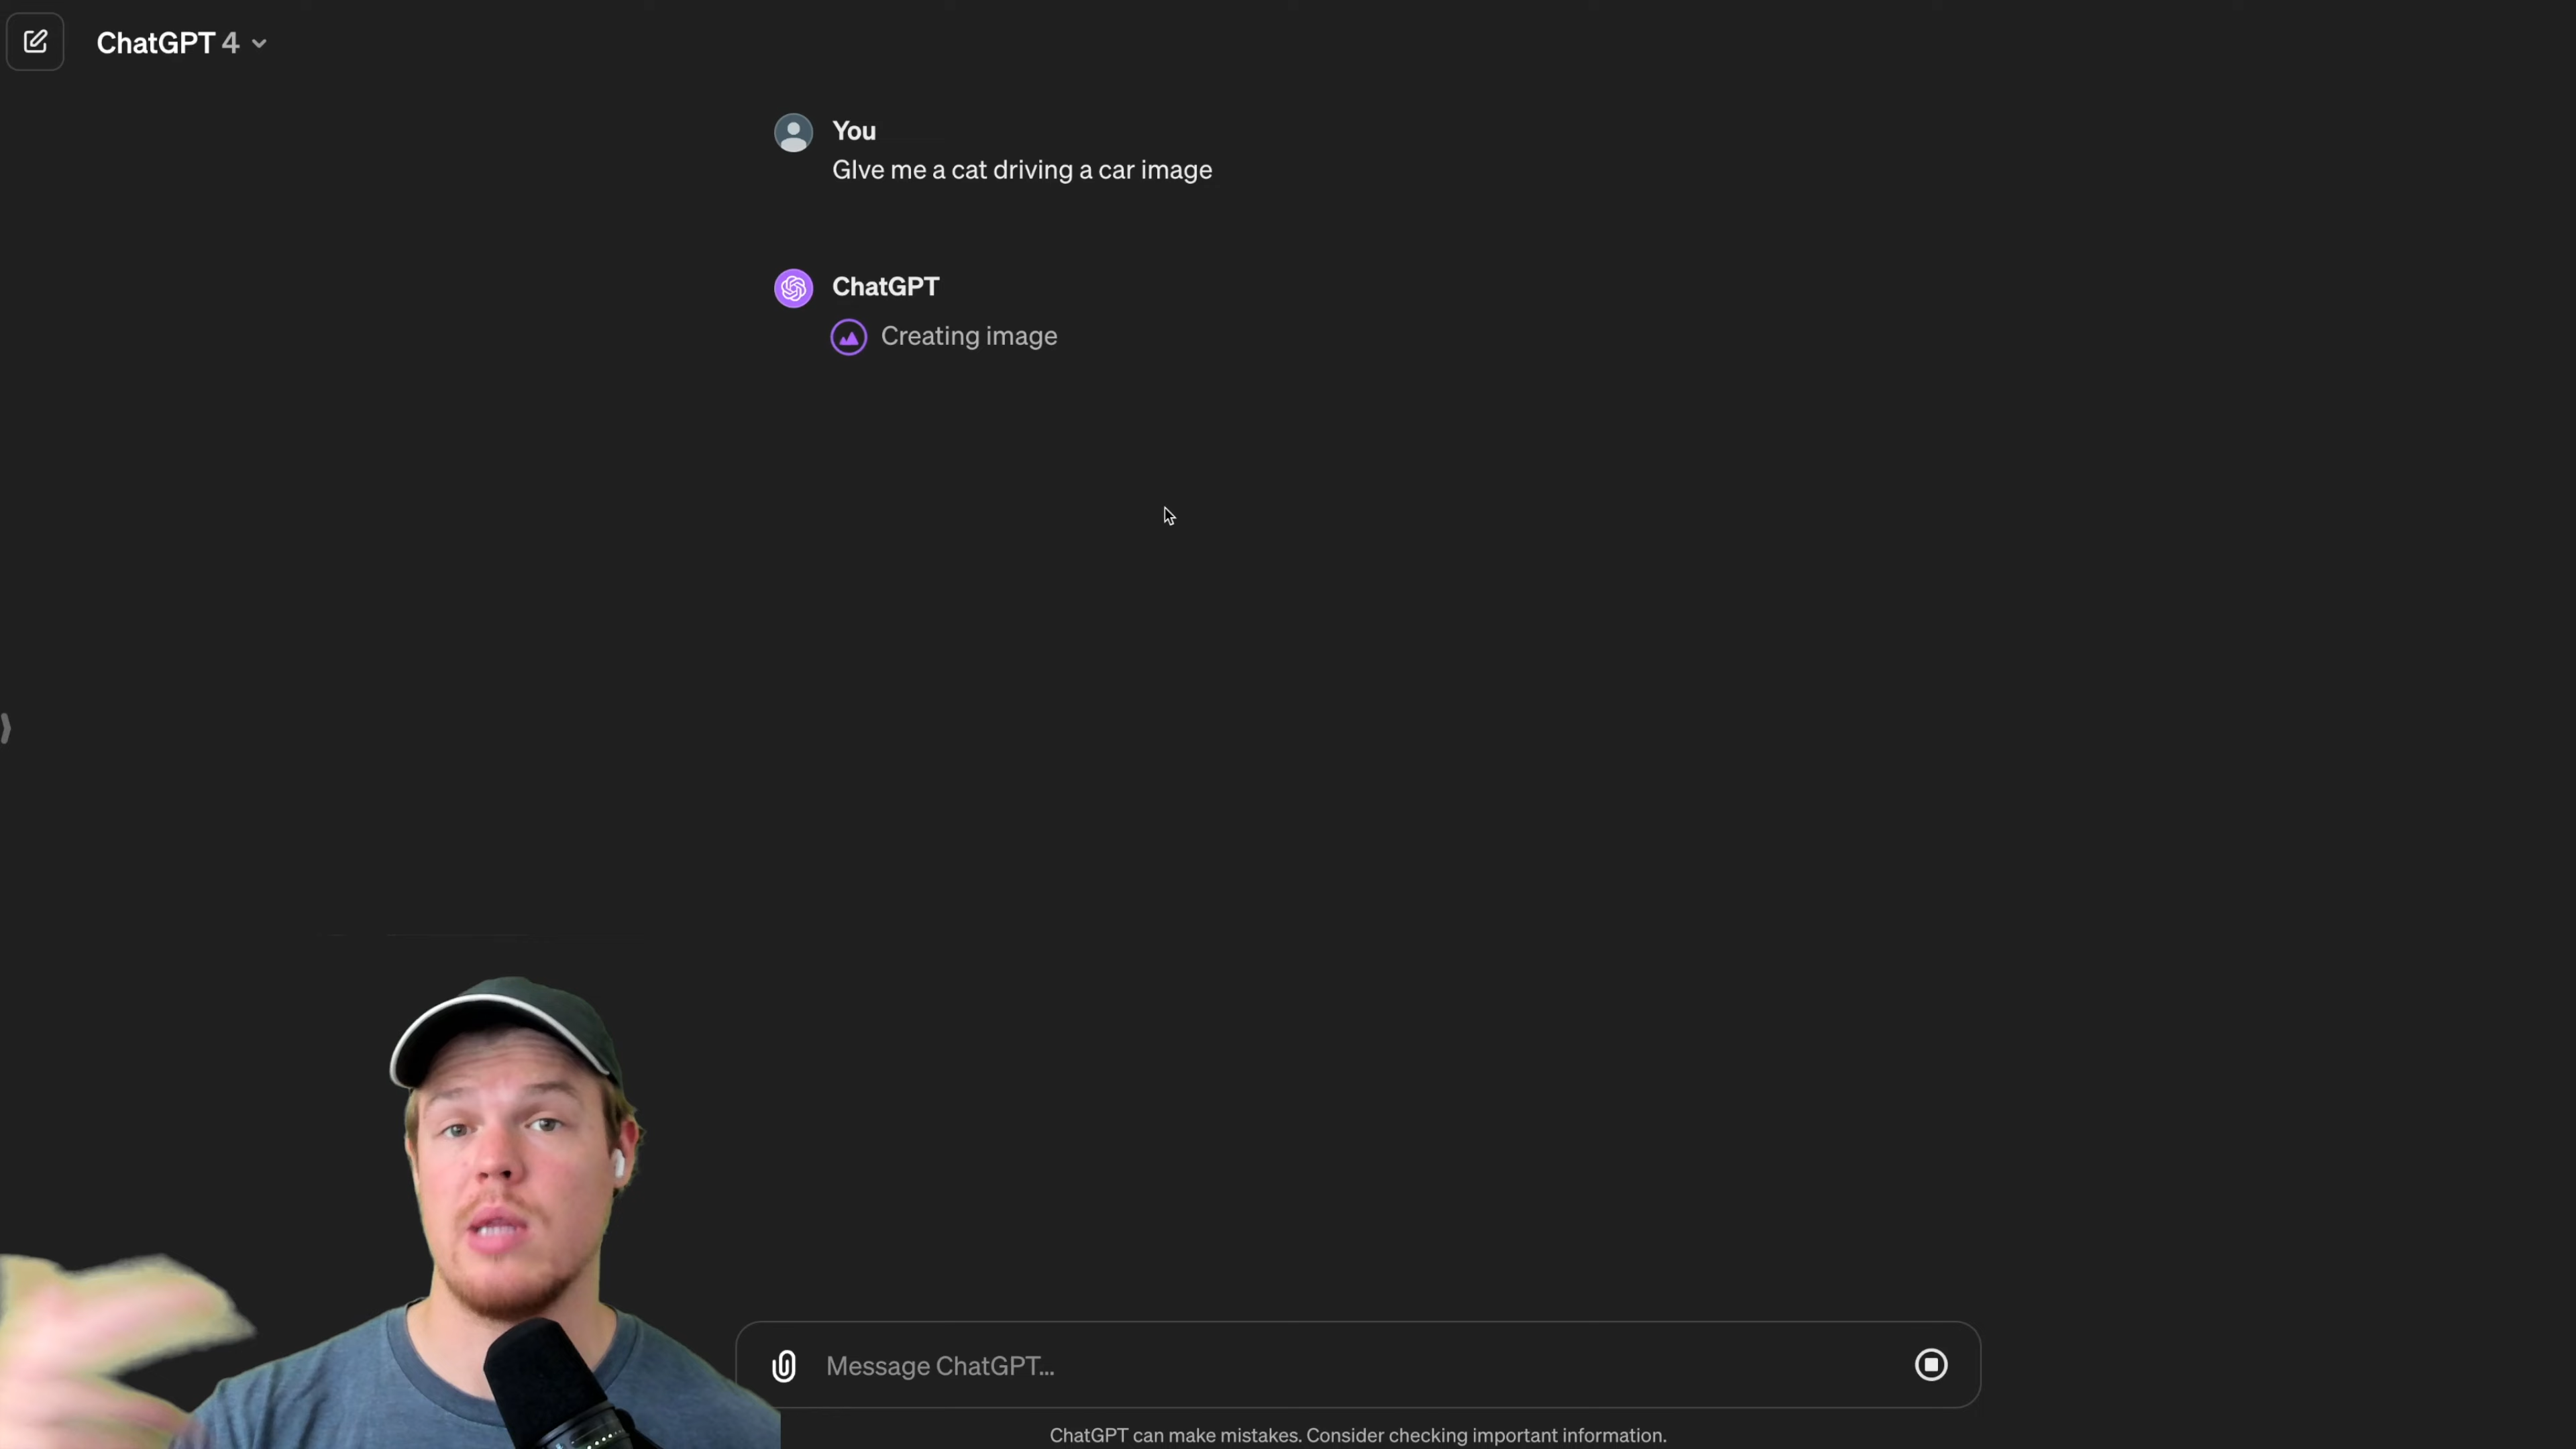 ChatGPT 4
You
GIve me a cat driving a car image
ChatGPT
Creating image
Message ChatGPT...
ChatGPT can make mistakes. Consider checking important information.